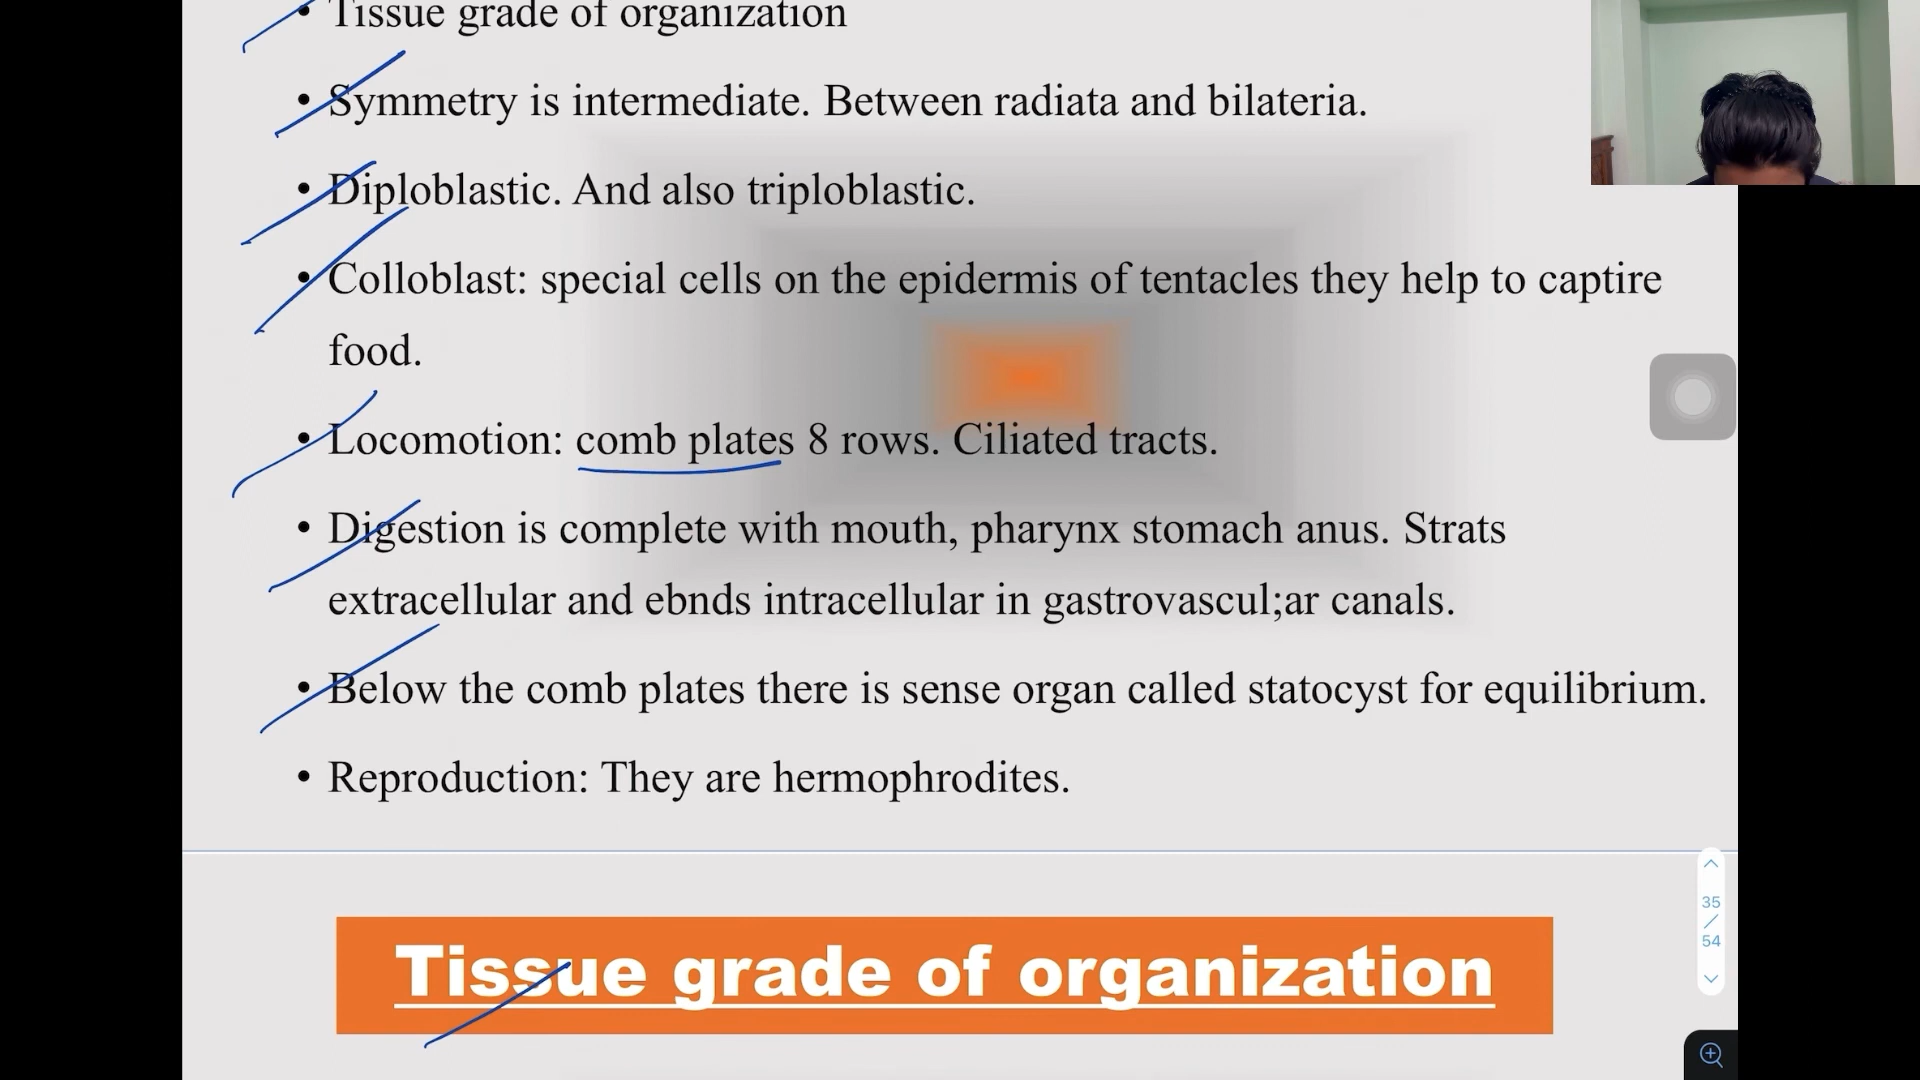 • Tissue grade of organization
• Symmetry is intermediate. Between radiata and bilateria.
• Diploblastic. And also triploblastic.
• Colloblast: special cells on the epidermis of tentacles they help to captire
food.
• Locomotion: comb plates 8 rows. Ciliated tracts.
• Digestion is complete with mouth, pharynx stomach anus. Strats
extracellular and ebnds intracellular in gastrovascul;ar canals.
• Below the comb plates there is sense organ called statocyst for equilibrium.
• Reproduction: They are hermophrodites.
35
/
54
Tissue grade of organization